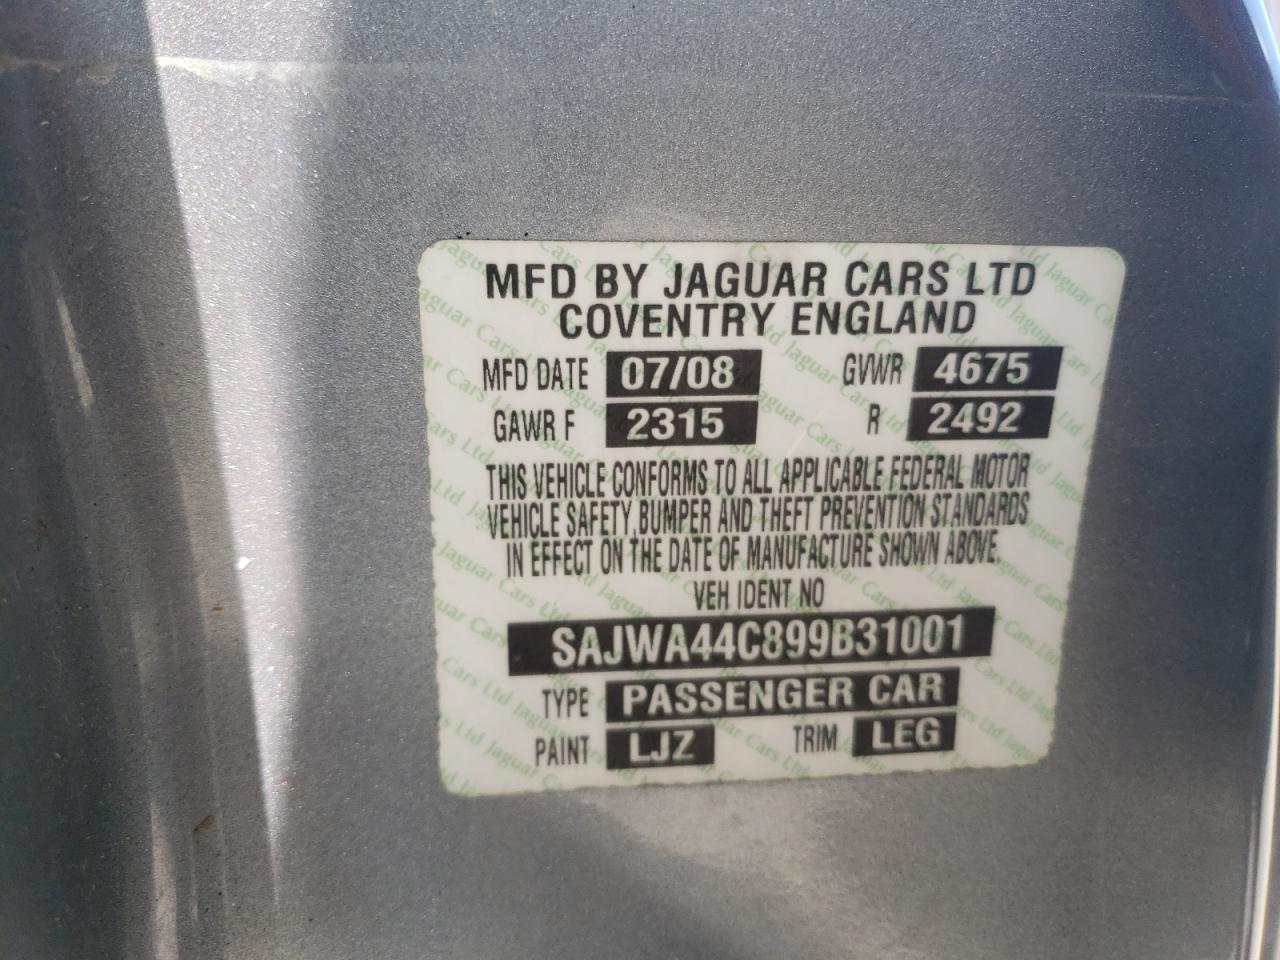 MFD BY JAGUAR CARS LTD
COVENTRY ENGLAND
MFD DATE 07/08 GVWR 4675
GAWR F 2315 R 2492
THIS VEHICLE CONFORMS TO ALL APPLICABLE FEDERAL MOTOR
VEHICLE SAFETY, BUMPER AND THEFT PREVENTION STANDARDS
IN EFFECT ON THE DATE OF MANUFACTURE SHOWN ABOVE.
VEH IDENT NO
SAJWA44C899B31001
TYPE PASSENGER CAR
PAINT LJZ TRIM LEG